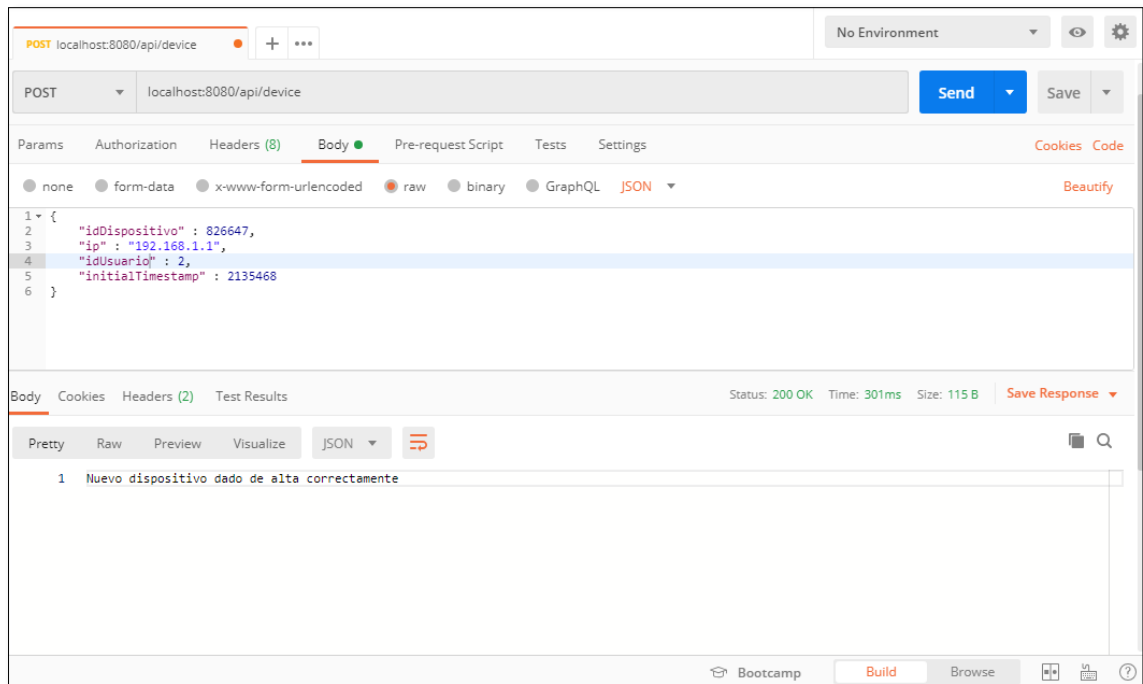 POST localhost:8080/api/device
No Environment
POST localhost:8080/api/device Send Save
Params Authorization Headers (8) Body Pre-request Script Tests Settings Cookies Code
none form-data x-www-form-urlencoded raw binary GraphQL JSON Beautify
1 {
2 "idDispositivo" : 826647,
3 "ip" : "192.168.1.1",
4 "idUsuario" : 2,
5 "initialTimestamp" : 2135468
6 }
Body Cookies Headers (2) Test Results Status: 200 OK Time: 301ms Size: 115 B Save Response
Pretty Raw Preview Visualize JSON
1 Nuevo dispositivo dado de alta correctamente
Bootcamp Build Browse